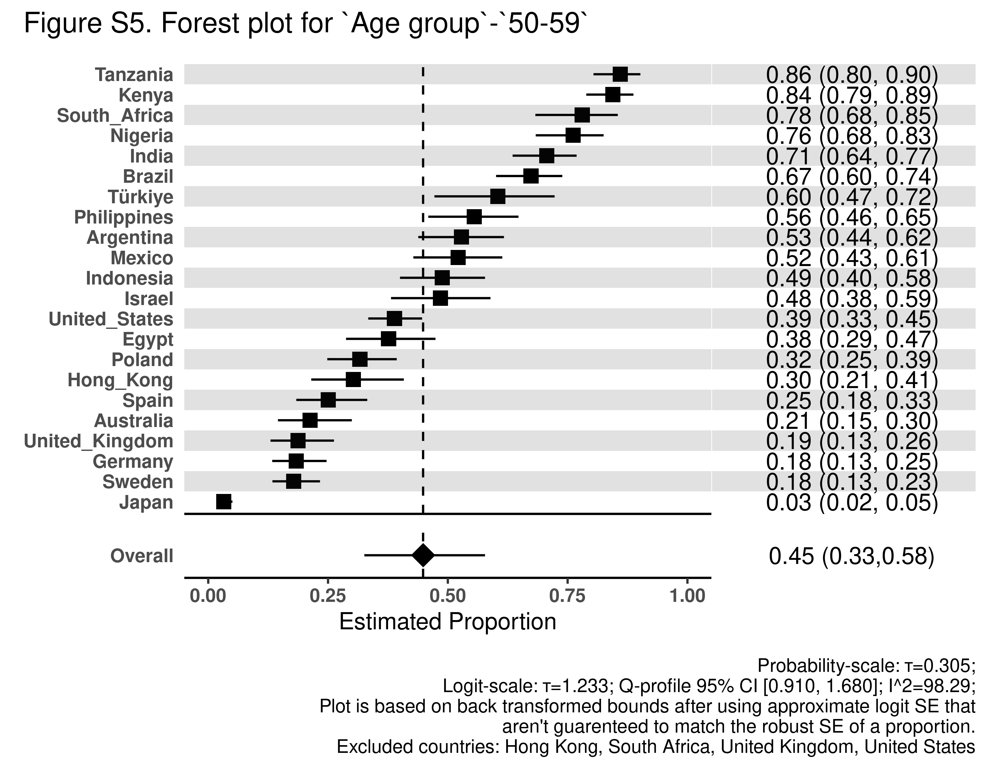 Figure S5. Forest plot for `Age group`-`50-59`
Tanzania 0.86 (0.80, 0.90)
Kenya 0.84 (0.79, 0.89)
South_Africa 0.78 (0.68, 0.85)
Nigeria 0.76 (0.68, 0.83)
India 0.71 (0.64, 0.77)
Brazil 0.67 (0.60, 0.74)
Türkiye 0.60 (0.47, 0.72)
Philippines 0.56 (0.46, 0.65)
Argentina 0.53 (0.44, 0.62)
Mexico 0.52 (0.43, 0.61)
Indonesia 0.49 (0.40, 0.58)
Israel 0.48 (0.38, 0.59)
United_States 0.39 (0.33, 0.45)
Egypt 0.38 (0.29, 0.47)
Poland 0.32 (0.25, 0.39)
Hong_Kong 0.30 (0.21, 0.41)
Spain 0.25 (0.18, 0.33)
Australia 0.21 (0.15, 0.30)
United_Kingdom 0.19 (0.13, 0.26)
Germany 0.18 (0.13, 0.25)
Sweden 0.18 (0.13, 0.23)
Japan 0.03 (0.02, 0.05)
Overall 0.45 (0.33,0.58)
0.00 0.25 0.50 0.75 1.00
Estimated Proportion
Probability-scale: τ=0.305;
Logit-scale: τ=1.233; Q-profile 95% CI [0.910, 1.680]; I^2=98.29;
Plot is based on back transformed bounds after using approximate logit SE that
aren't guarenteed to match the robust SE of a proportion.
Excluded countries: Hong Kong, South Africa, United Kingdom, United States